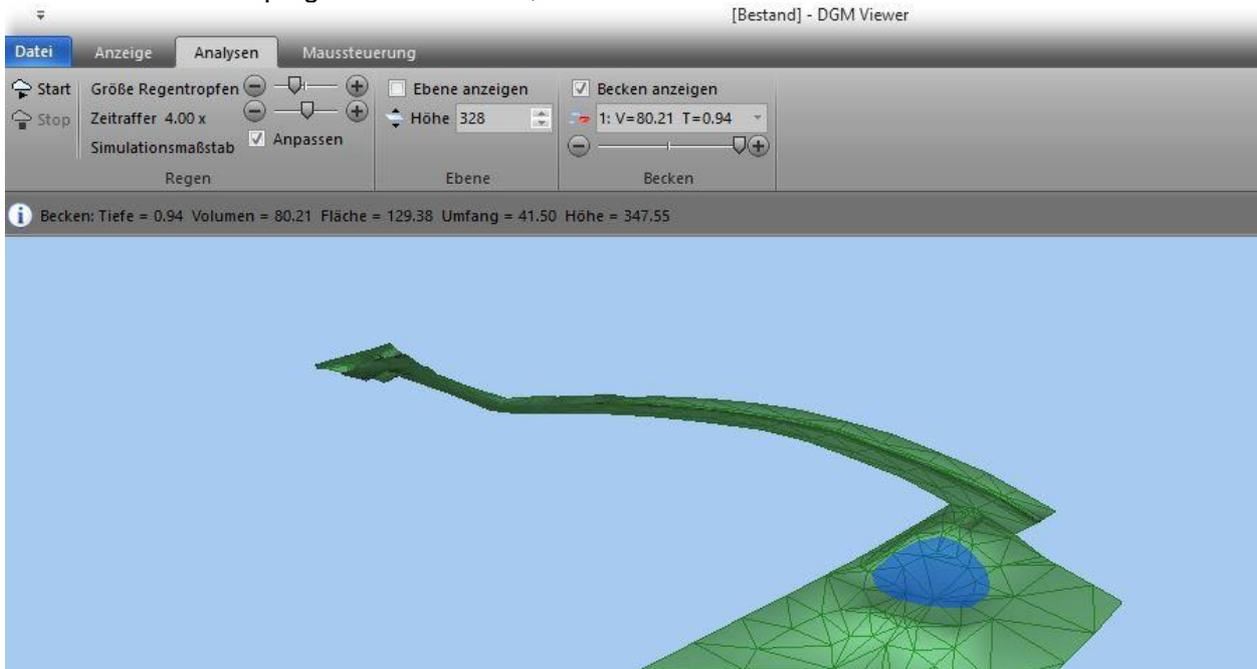 [Bestand] - DGM Viewer
Datei Anzeige Analysen Maussteuerung
Start Größe Regentropfen Ebene anzeigen Becken anzeigen
Stop Zeitraffer 4.00 x Höhe 328 1: V=80.21 T=0.94
Simulationsmaßstab Anpassen
Regen Ebene Becken
Becken: Tiefe = 0.94 Volumen = 80.21 Fläche = 129.38 Umfang = 41.50 Höhe = 347.55